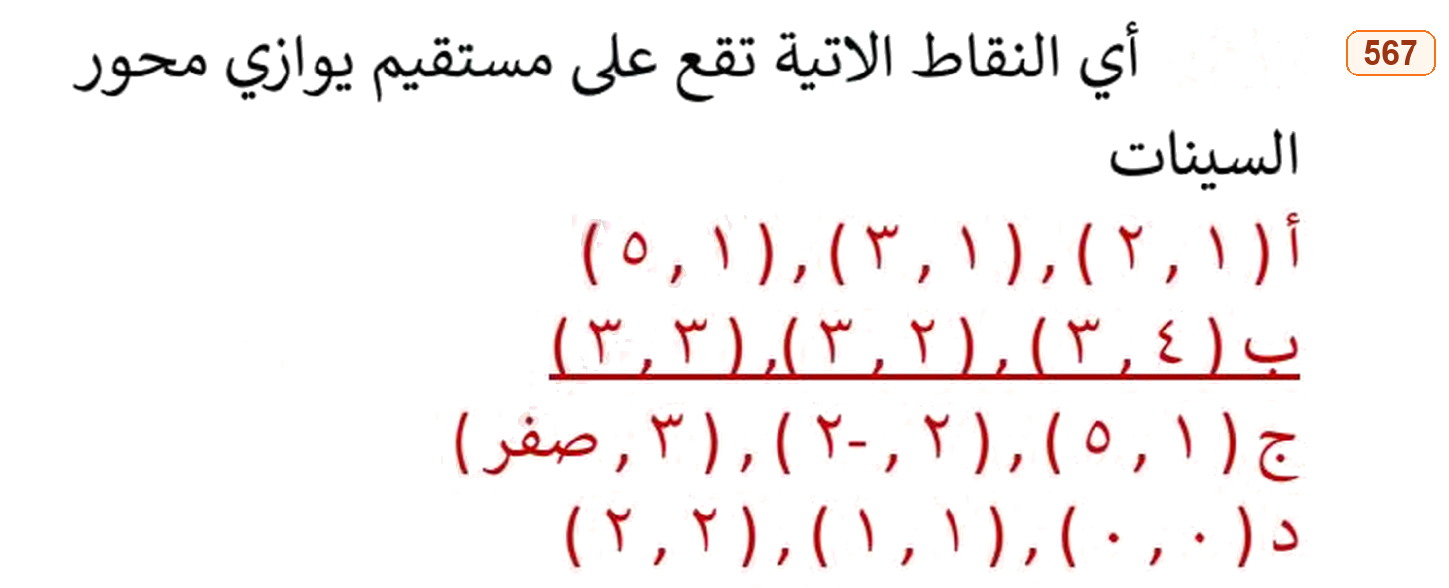 567
أي النقاط الاتية تقع على مستقيم يوازي محور
السينات
أ ( ١ , ٢ ) , ( ١ , ٣ ) , ( ١ , ٥ )
ب ( ٤ , ٣ ) , ( ٢ , ٣ ) , ( ٣ , ٣ )
ج ( ١ , ٥ ) , ( ٢ , -٢ ) , ( ٣ , صفر )
د ( ٠ , ٠ ) , ( ١ , ١ ) , ( ٢ , ٢ )